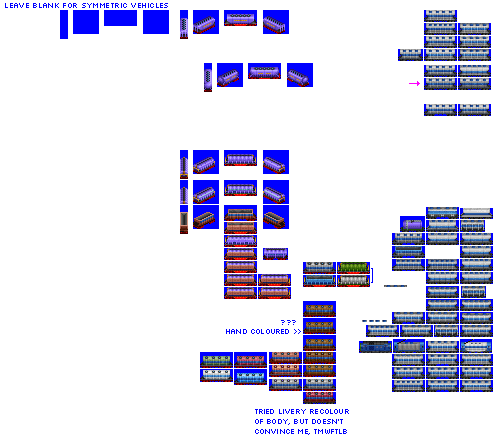 LEAVE BLANK FOR SYMMETRIC VEHICLES
???
HAND COLOURED >>
TRIED LIVERY RECOLOUR
OF BODY, BUT DOESN'T
CONVINCE ME, TMWFTLB